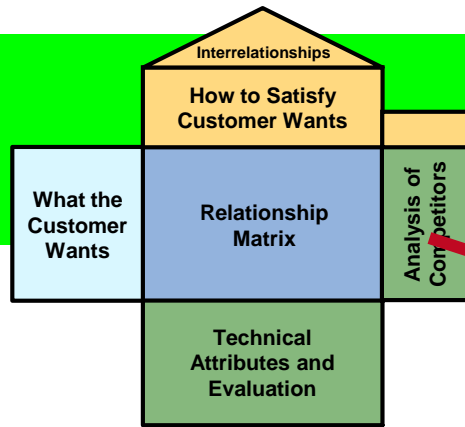 Interrelationships
How to Satisfy
Customer Wants
What the
Customer
Wants
Relationship
Matrix
Analysis of
Competitors
Technical
Attributes and
Evaluation